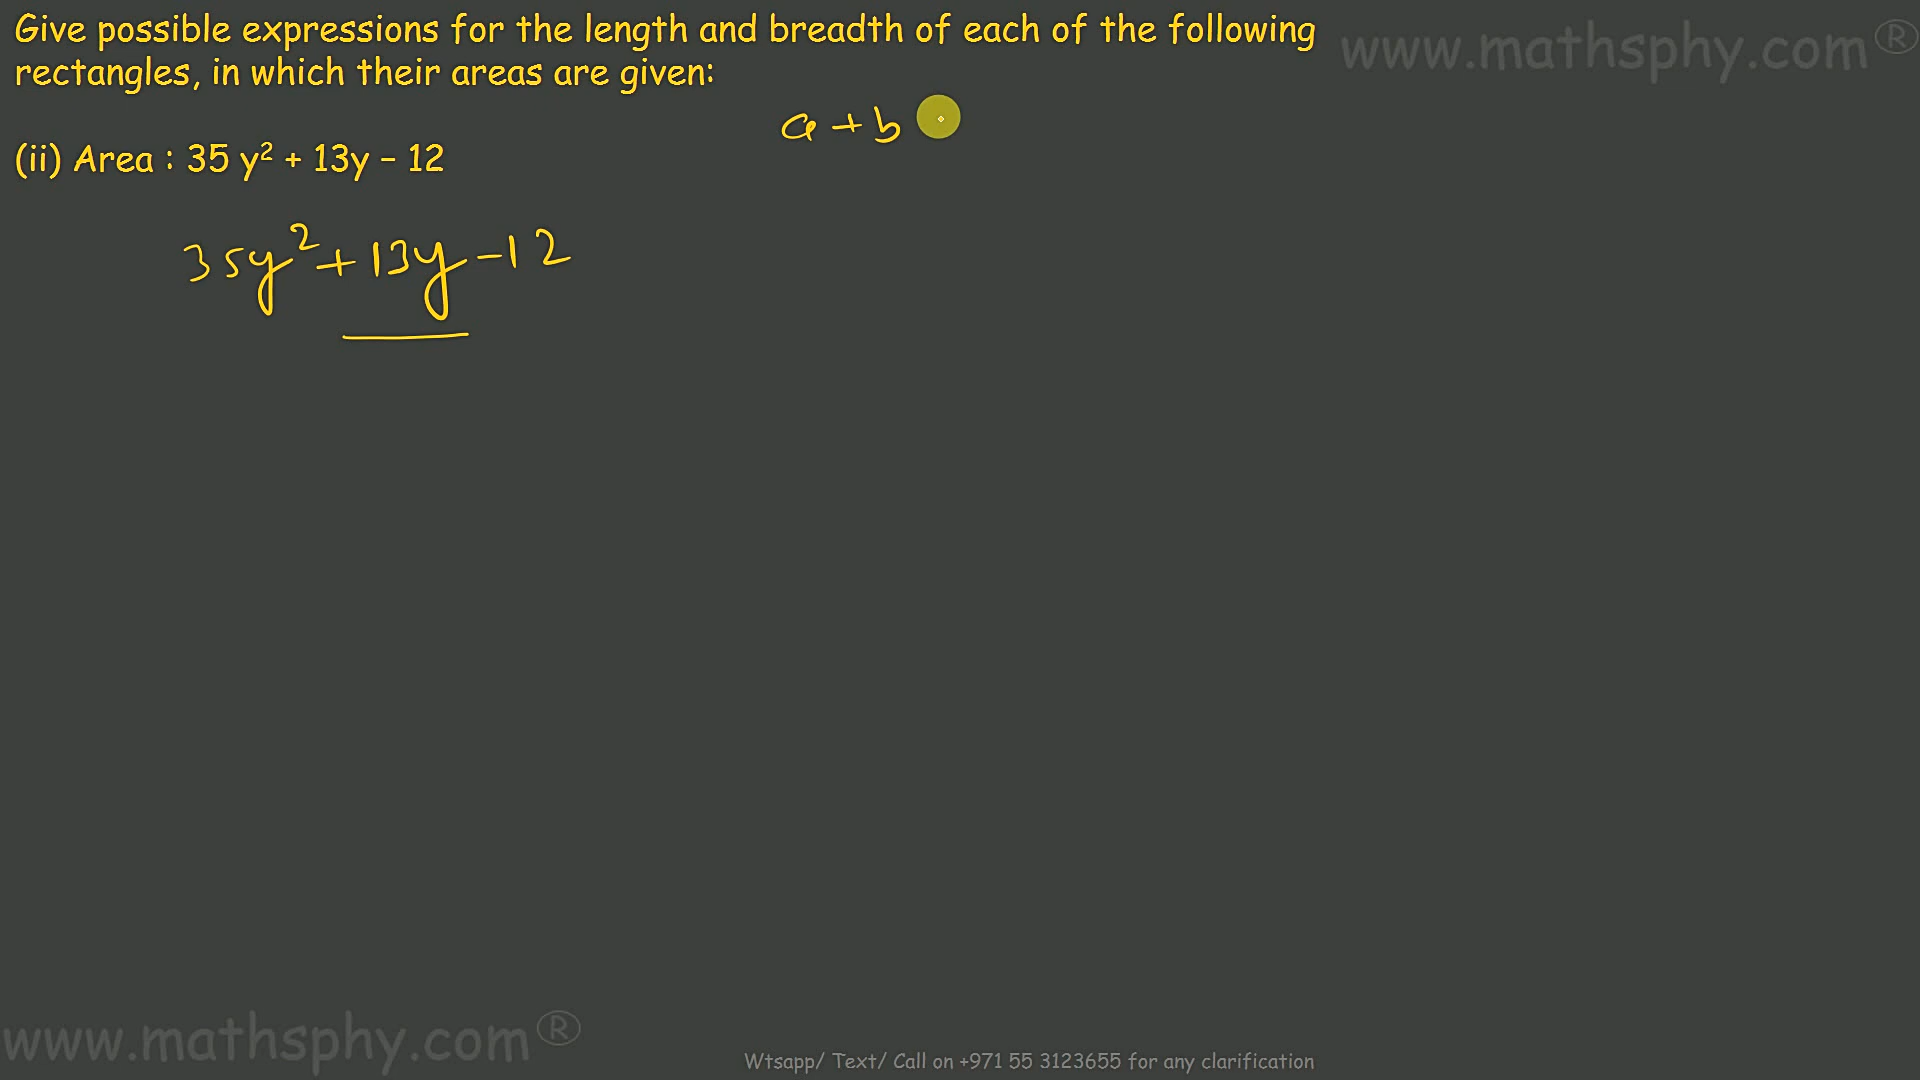 Give possible expressions for the length and breadth of each of the following
rectangles, in which their areas are given:
www.mathsphy.com®
a + b
(ii) Area : 35 y² + 13y – 12
35y² + 13y - 12
www.mathsphy.com®
Wtsapp/ Text/ Call on +971 55 3123655 for any clarification